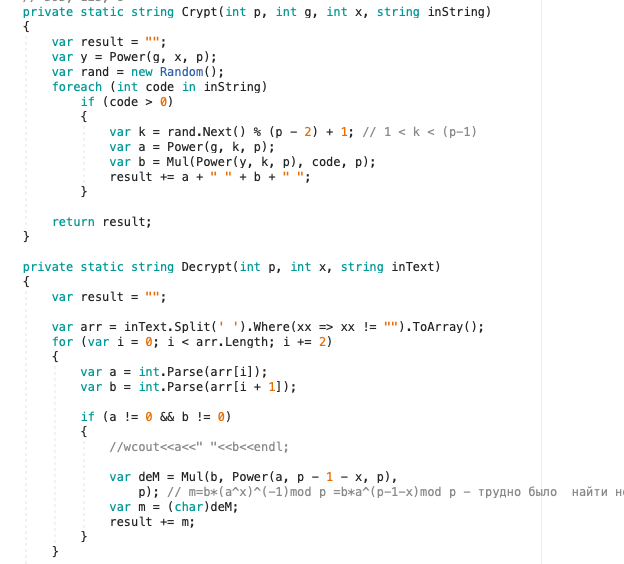 private static string Crypt(int p, int g, int x, string inString)
{
var result = "";
var y = Power(g, x, p);
var rand = new Random();
foreach (int code in inString)
if (code > 0)
{
var k = rand.Next() % (p - 2) + 1; // 1 < k < (p-1)
var a = Power(g, k, p);
var b = Mul(Power(y, k, p), code, p);
result += a + " " + b + " ";
}
return result;
}
private static string Decrypt(int p, int x, string inText)
{
var result = "";
var arr = inText.Split(' ').Where(xx => xx != "").ToArray();
for (var i = 0; i < arr.Length; i += 2)
{
var a = int.Parse(arr[i]);
var b = int.Parse(arr[i + 1]);
if (a != 0 && b != 0)
{
//wcout<<a<<" "<<b<<endl;
var deM = Mul(b, Power(a, p - 1 - x, p),
p); // m=b*(a^x)^(-1)mod p =b*a^(p-1-x)mod p - трудно было найти
var m = (char)deM;
result += m;
}
}